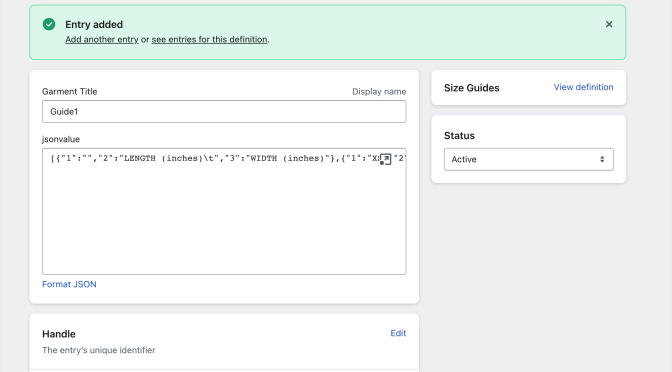 Entry added
Add another entry or see entries for this definition.
Garment Title
Display name
Guide1
jsonvalue
[{"1":"","2":"LENGTH (inches)\t","3":"WIDTH (inches)"},{"1":"XS "2"
Format JSON
Handle
Edit
The entry's unique identifier
Size Guides
View definition
Status
Active